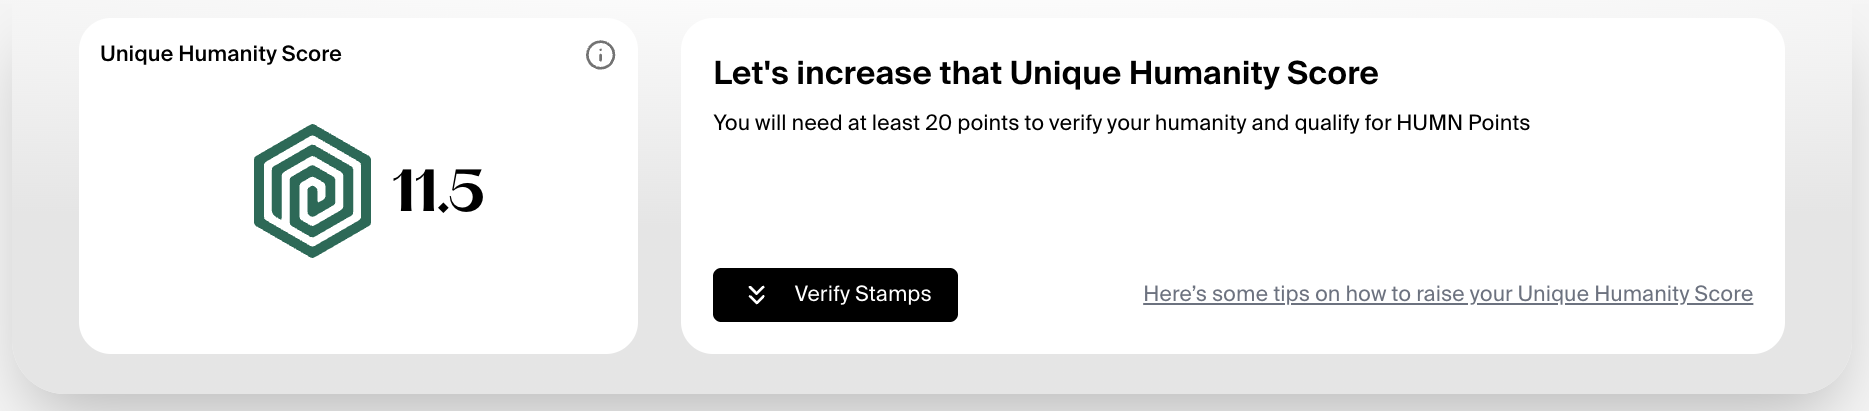 Unique Humanity Score
11.5
Let's increase that Unique Humanity Score
You will need at least 20 points to verify your humanity and qualify for HUMN Points
Verify Stamps
Here’s some tips on how to raise your Unique Humanity Score